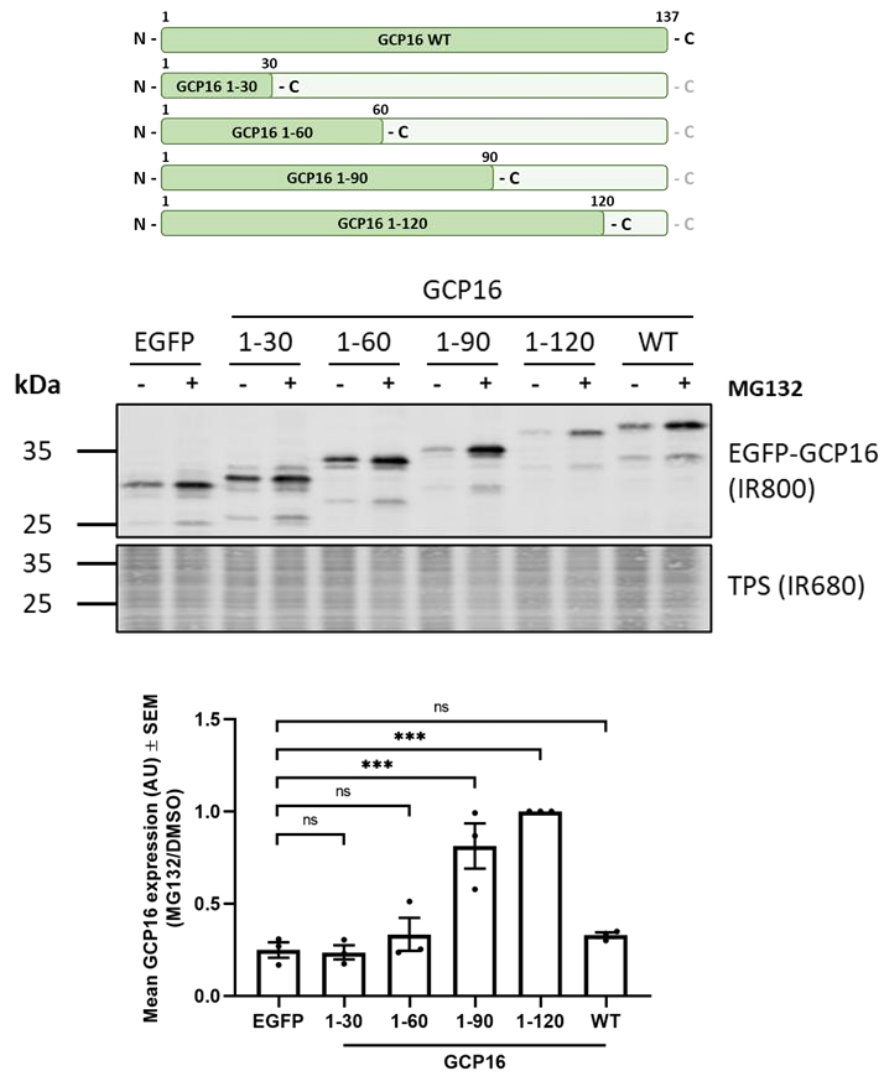 1 137
N - GCP16 WT - C
1 30
N - GCP16 1-30 - C - C
1 60
N - GCP16 1-60 - C - C
1 90
N - GCP16 1-90 - C - C
1 120
N - GCP16 1-120 - C - C
GCP16
EGFP 1-30 1-60 1-90 1-120 WT
kDa - + - + - + - + - + - + MG132
35
25
EGFP-GCP16
(IR800)
35
25
TPS (IR680)
Mean GCP16 expression (AU) ± SEM
(MG132/DMSO)
1.5
1.0
0.5
0.0
ns
***
***
ns
ns
EGFP 1-30 1-60 1-90 1-120 WT
GCP16